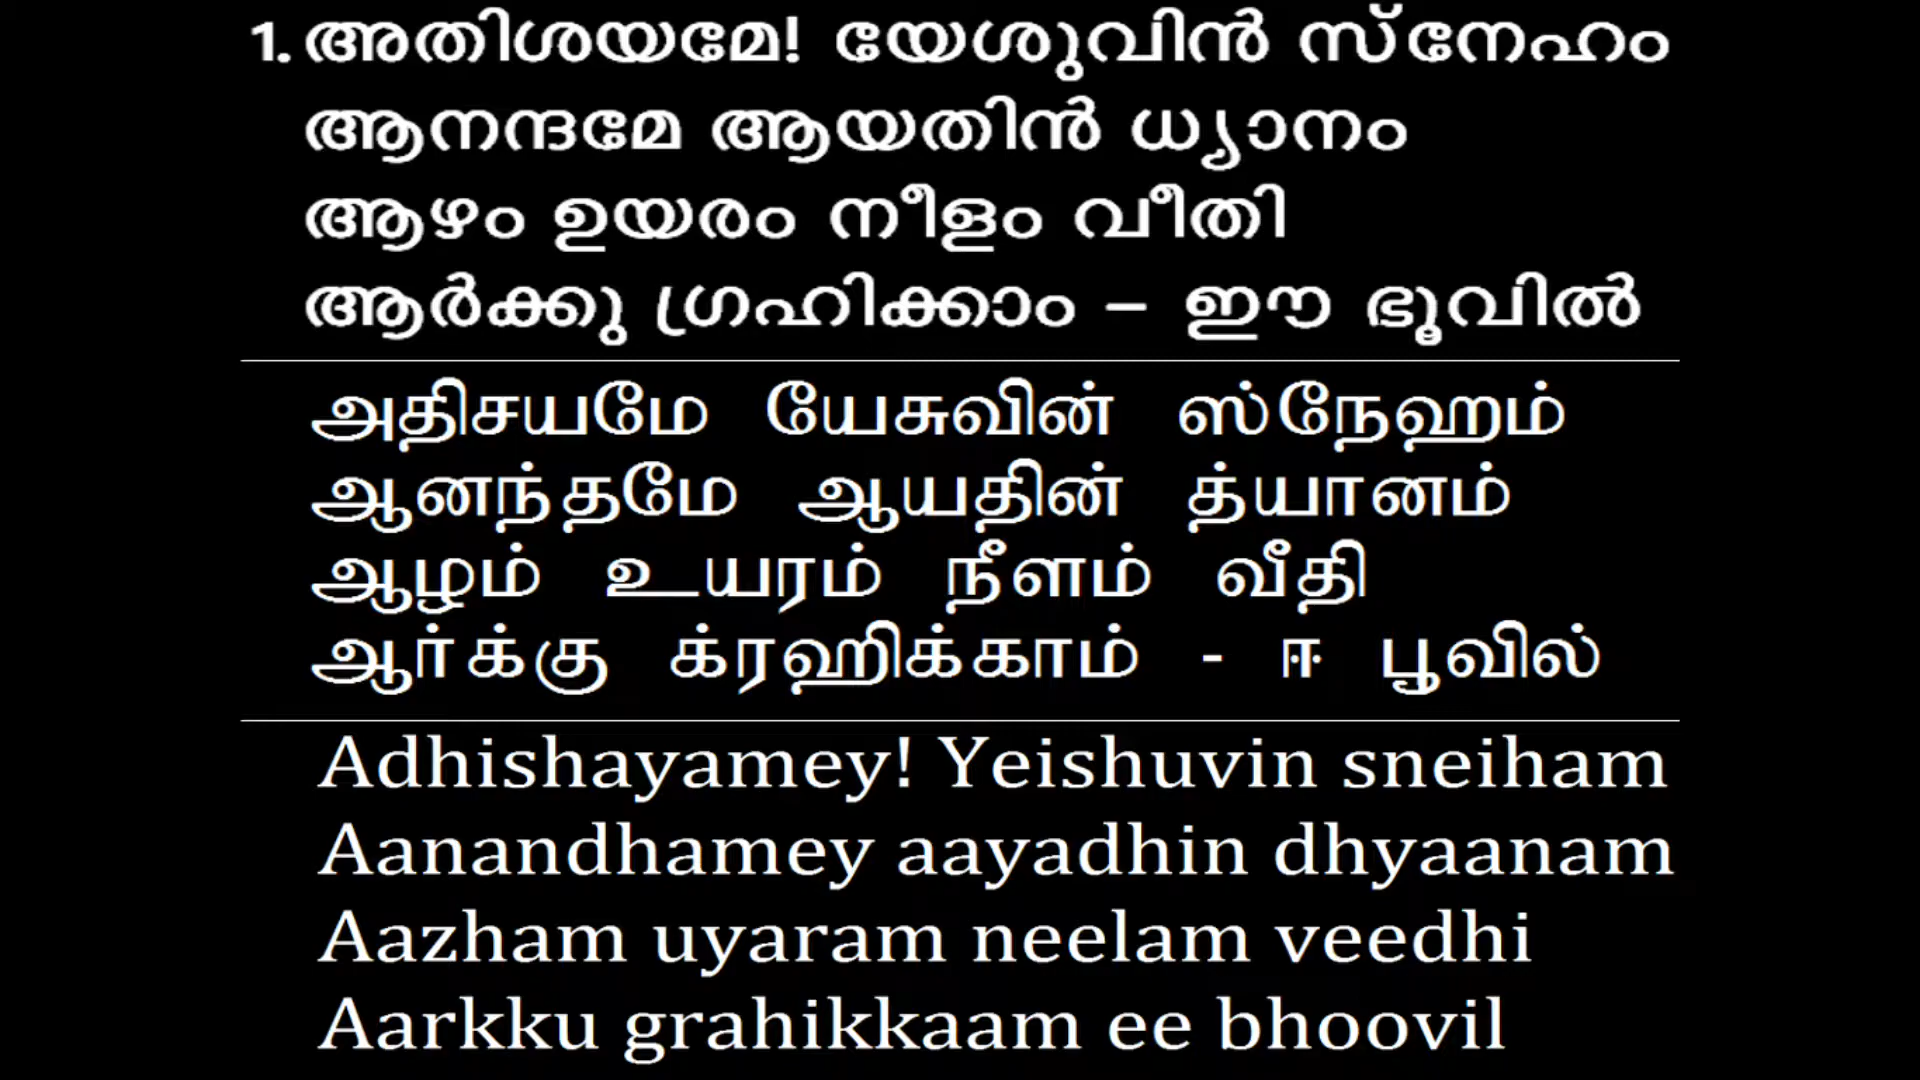 1. അതിശയമേ! യേശുവിൻ സ്നേഹം
ആനന്ദമേ ആയതിൻ ധ്യാനം
ആഴം ഉയരം നീളം വീതി
ആർക്കു ഗ്രഹിക്കാം – ഈ ഭൂവിൽ
அதிசயமே யேசுவின் ஸ்நேஹம்
ஆனந்தமே ஆயதின் த்யானம்
ஆழம் உயரம் நீளம் வீதி
ஆர்க்கு க்ரஹிக்காம் - ஈ பூவில்
Adhishayamey! Yeishuvin sneiham
Aanandhamey aayadhin dhyaanam
Aazham uyaram neelam veedhi
Aarkku grahikkaam ee bhoovil